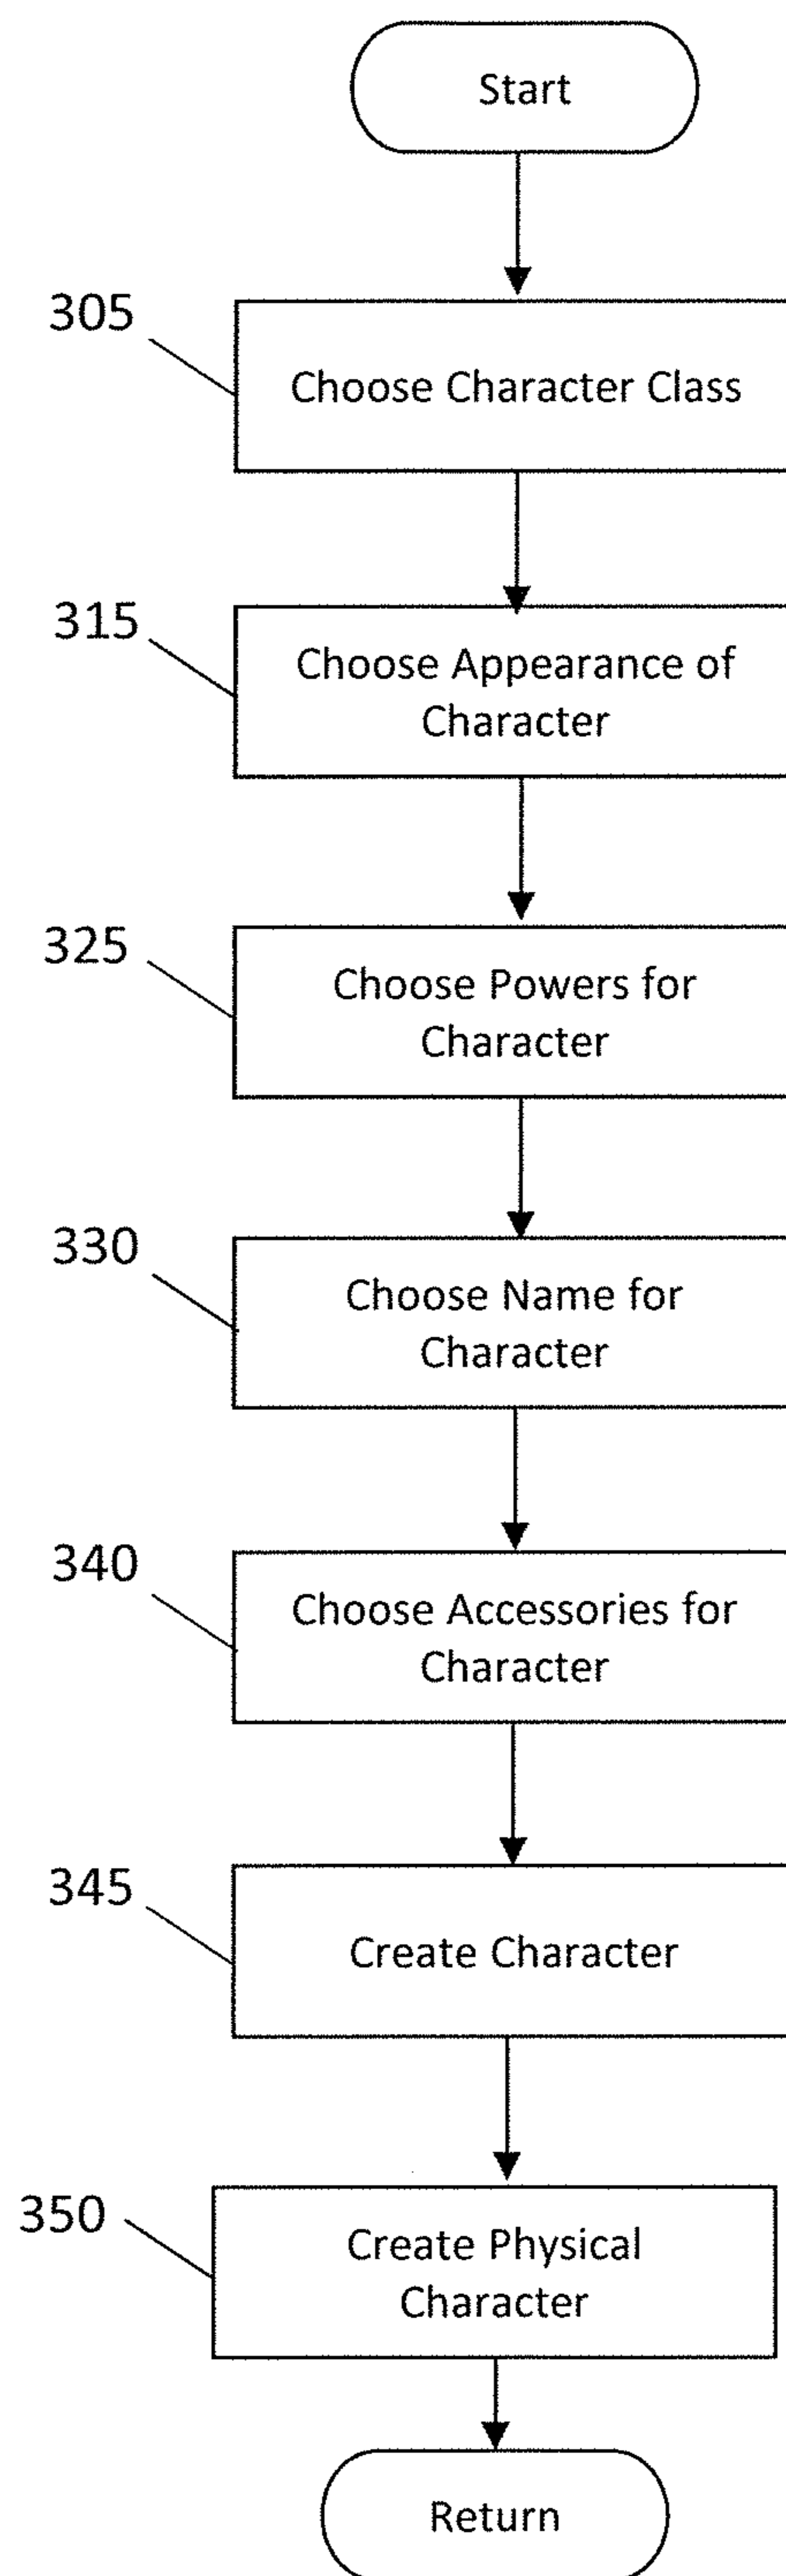 Start
305
Choose Character Class
315
Choose Appearance of
Character
325
Choose Powers for
Character
330
Choose Name for
Character
340
Choose Accessories for
Character
345
Create Character
350
Create Physical
Character
Return